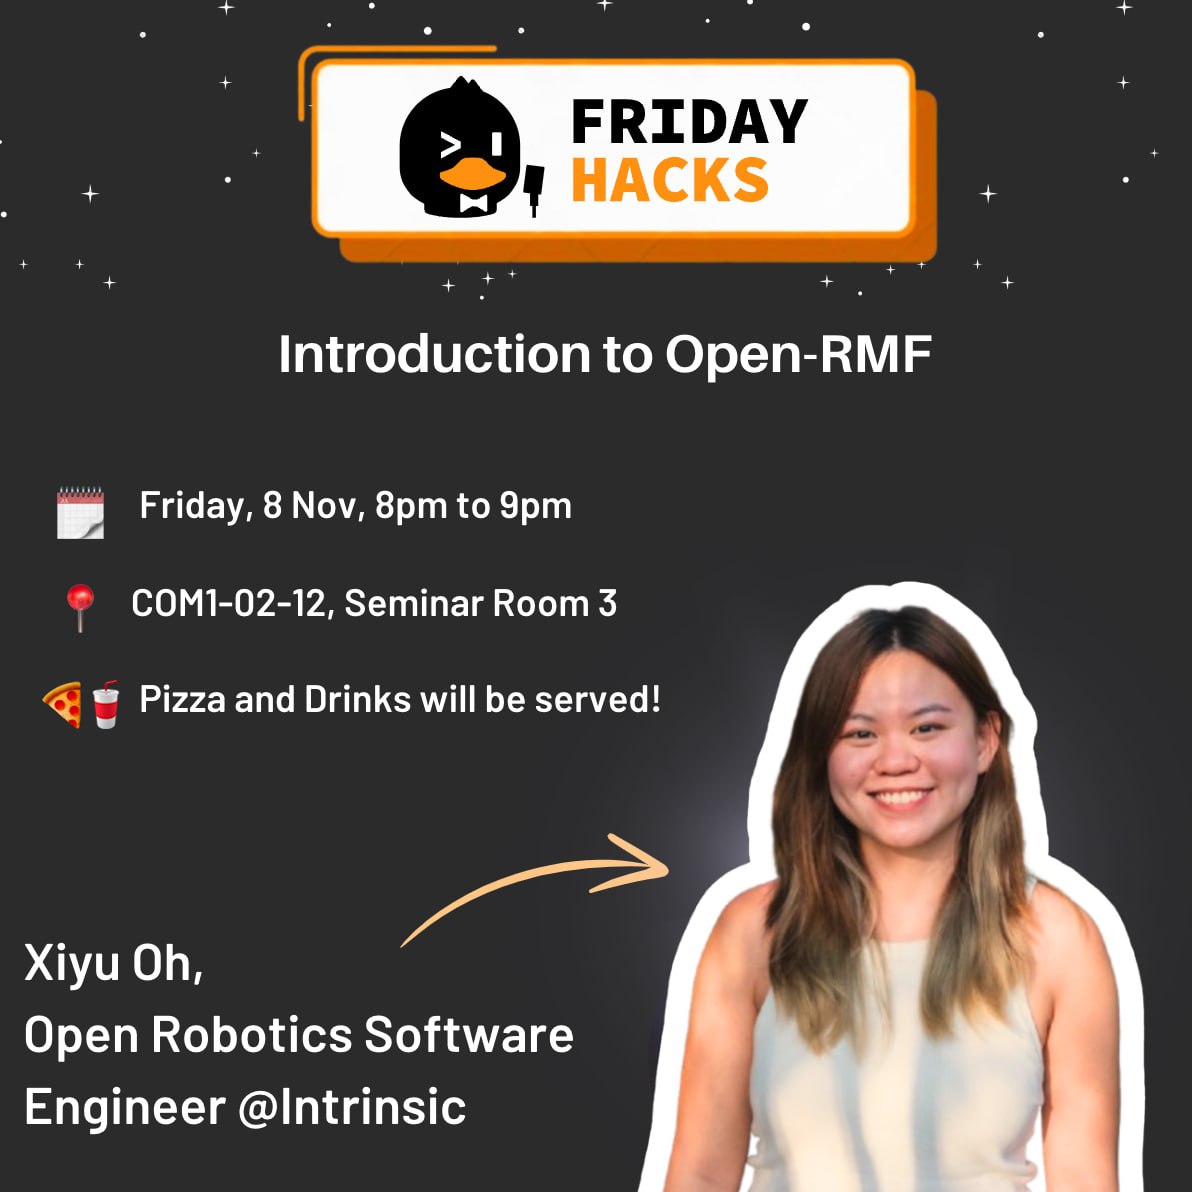 FRIDAY
HACKS
Introduction to Open-RMF
Friday, 8 Nov, 8pm to 9pm
COM1-02-12, Seminar Room 3
Pizza and Drinks will be served!
Xiyu Oh,
Open Robotics Software
Engineer @Intrinsic